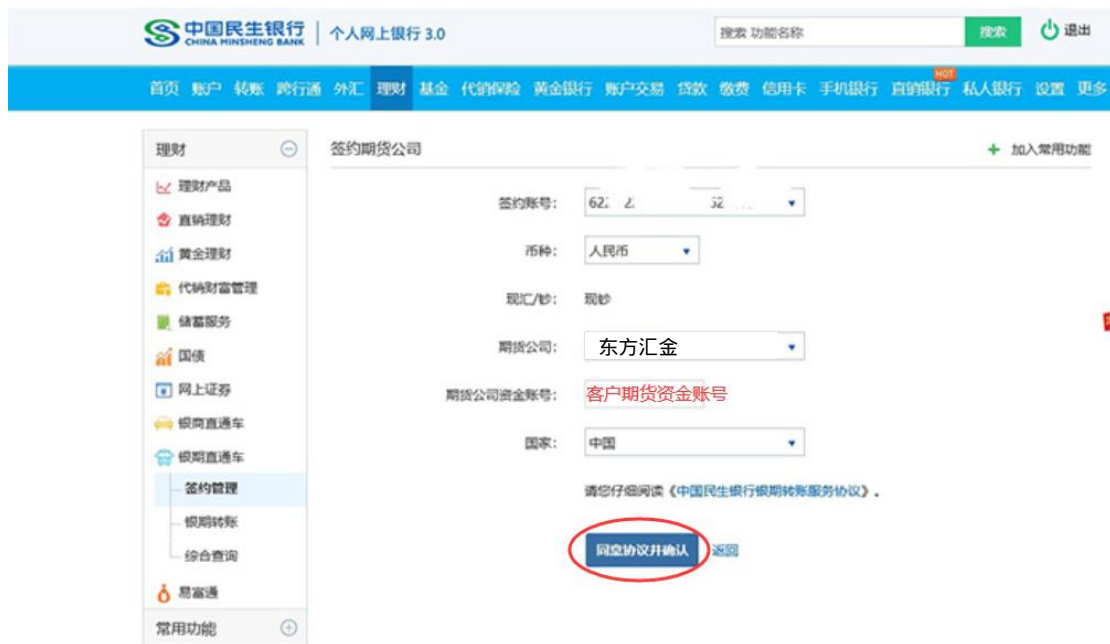 中国民生银行
CHINA MINSHENG BANK
个人网上银行 3.0
搜索 功能名称
搜索
退出
HOT
首页 账户 转账 跨行通 外汇 理财 基金 代销保险 黄金银行 账户交易 贷款 缴费 信用卡 手机银行 直销银行 私人银行 设置 更多
理财
签约期货公司
加入常用功能
理财产品
直销理财
黄金理财
代销财富管理
储蓄服务
国债
网上证券
银商直通车
银期直通车
签约管理
银期转账
综合查询
易富通
常用功能
签约账号：
币种： 人民币
现汇/钞： 现钞
期货公司： 东方汇金
期货公司资金账号： 客户期货资金账号
国家： 中国
请您仔细阅读《中国民生银行银期转账服务协议》。
同意协议并确认 返回